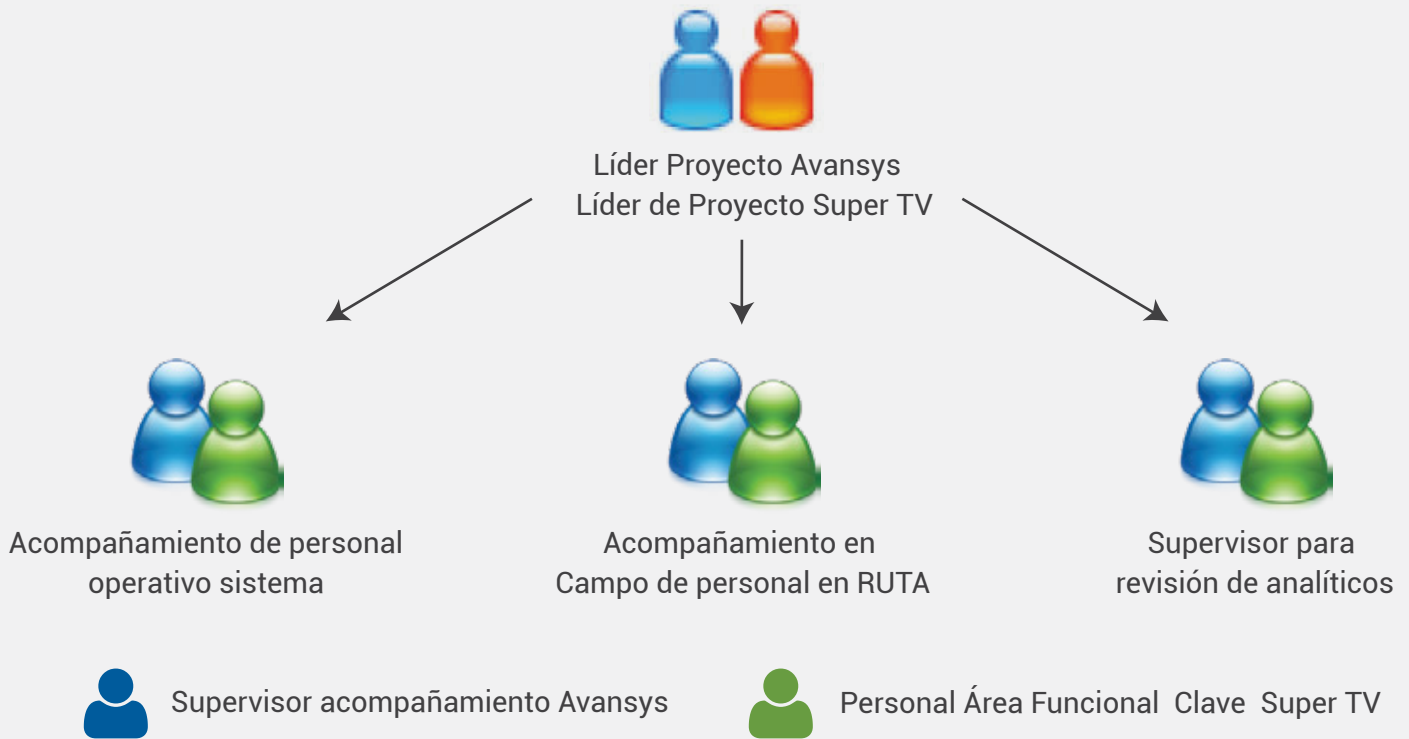 Líder Proyecto Avansys
Líder de Proyecto Super TV
Acompañamiento de personal
operativo sistema
Acompañamiento en
Campo de personal en RUTA
Supervisor para
revisión de analíticos
Supervisor acompañamiento Avansys
Personal Área Funcional Clave Super TV